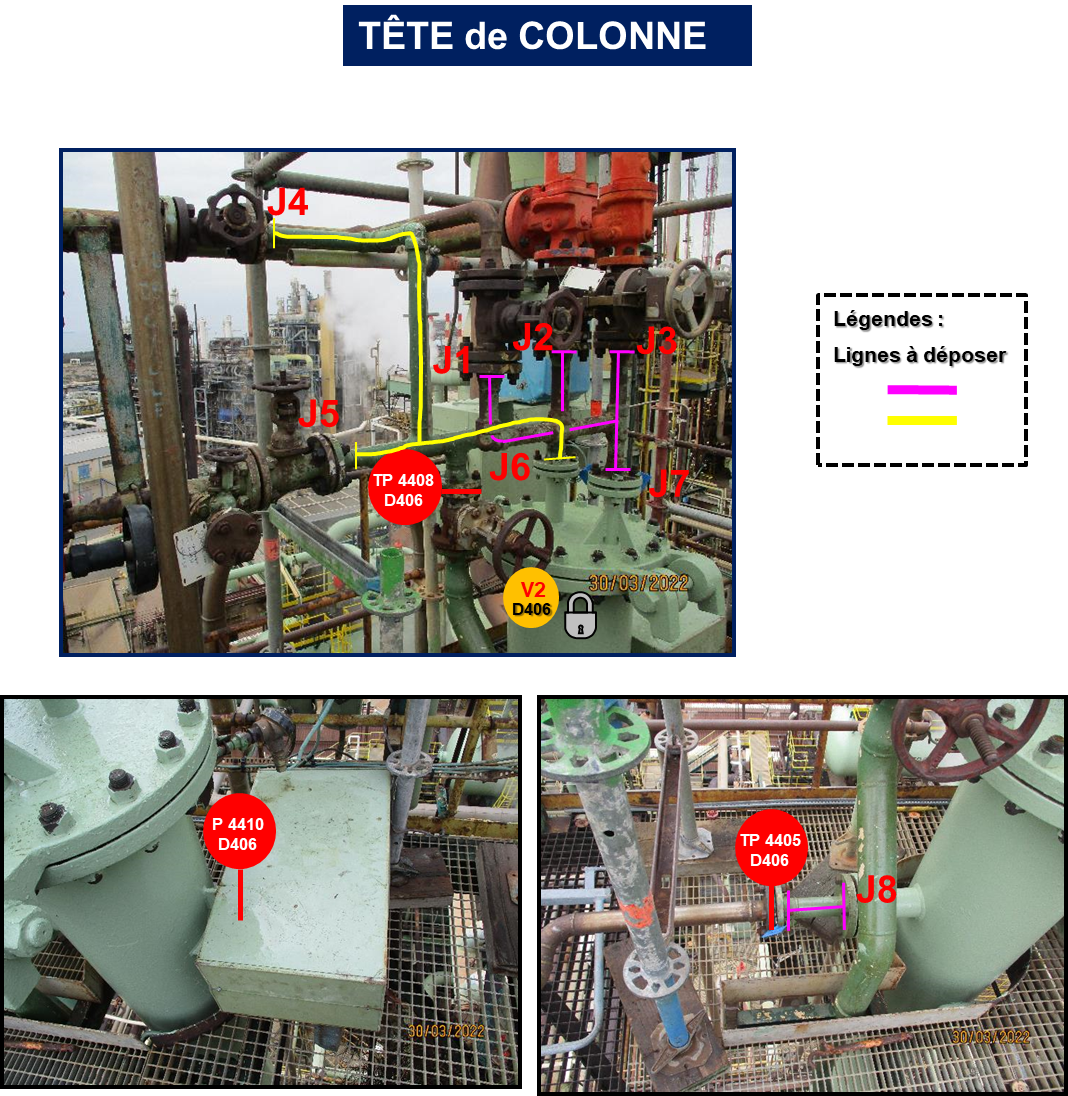 TÊTE de COLONNE
J4
J1
J2
J3
J5
J6
J7
TP 4408
D406
V2
D406
30/03/2022
Légendes :
Lignes à déposer
P 4410
D406
30/03/2022
TP 4405
D406
J8
30/03/2022